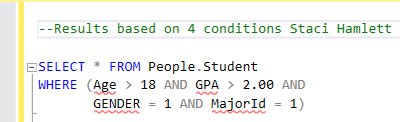 --Results based on 4 conditions Staci Hamlett
SELECT * FROM People.Student
WHERE (Age > 18 AND GPA > 2.00 AND
GENDER = 1 AND MajorId = 1)